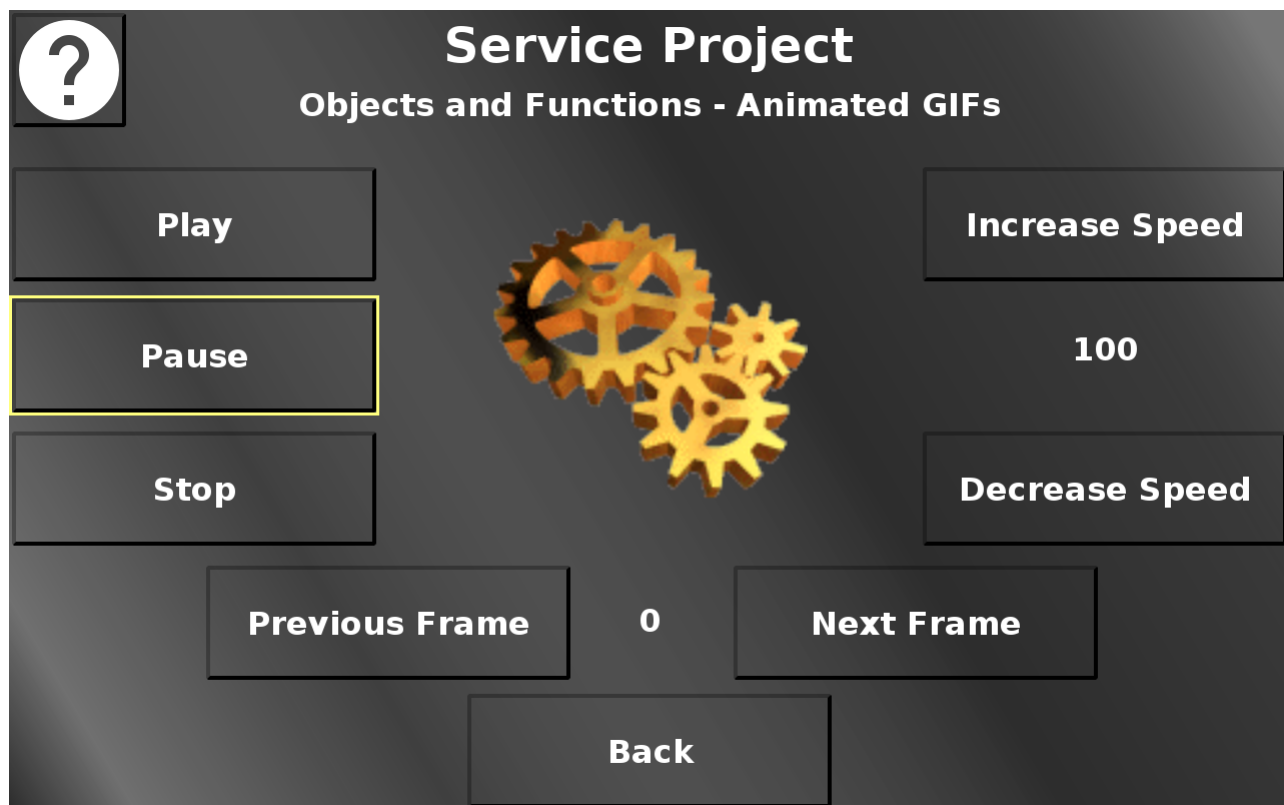 ?
Service Project
Objects and Functions - Animated GIFs
Play
Increase Speed
Pause
100
Stop
Decrease Speed
Previous Frame
0
Next Frame
Back